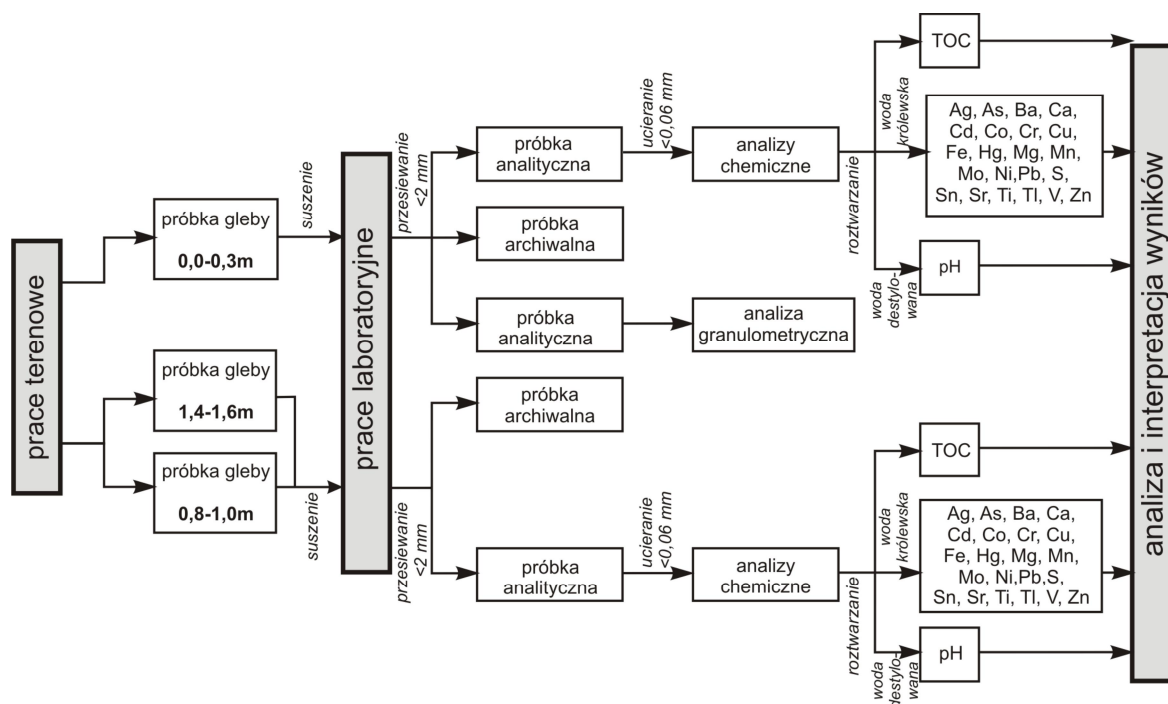 prace terenowe
próbka gleby
0,0-0,3m
próbka gleby
1,4-1,6m
próbka gleby
0,8-1,0m
suszenie
suszenie
prace laboratoryjne
przesiewanie
<2 mm
próbka
analityczna
próbka
archiwalna
próbka
analityczna
ucieranie
<0,06 mm
analizy
chemiczne
analiza
granulometryczna
roztwarzanie
woda
królewska
woda
destylo-
wana
TOC
Ag, As, Ba, Ca,
Cd, Co, Cr, Cu,
Fe, Hg, Mg, Mn,
Mo, Ni,Pb, S,
Sn, Sr, Ti, Tl, V, Zn
pH
przesiewanie
<2 mm
próbka
archiwalna
próbka
analityczna
ucieranie
<0,06 mm
analizy
chemiczne
roztwarzanie
woda
królewska
woda
destylo-
wana
TOC
Ag, As, Ba, Ca,
Cd, Co, Cr, Cu,
Fe, Hg, Mg, Mn,
Mo, Ni,Pb,S,
Sn, Sr, Ti, Tl, V, Zn
pH
analiza i interpretacja wyników